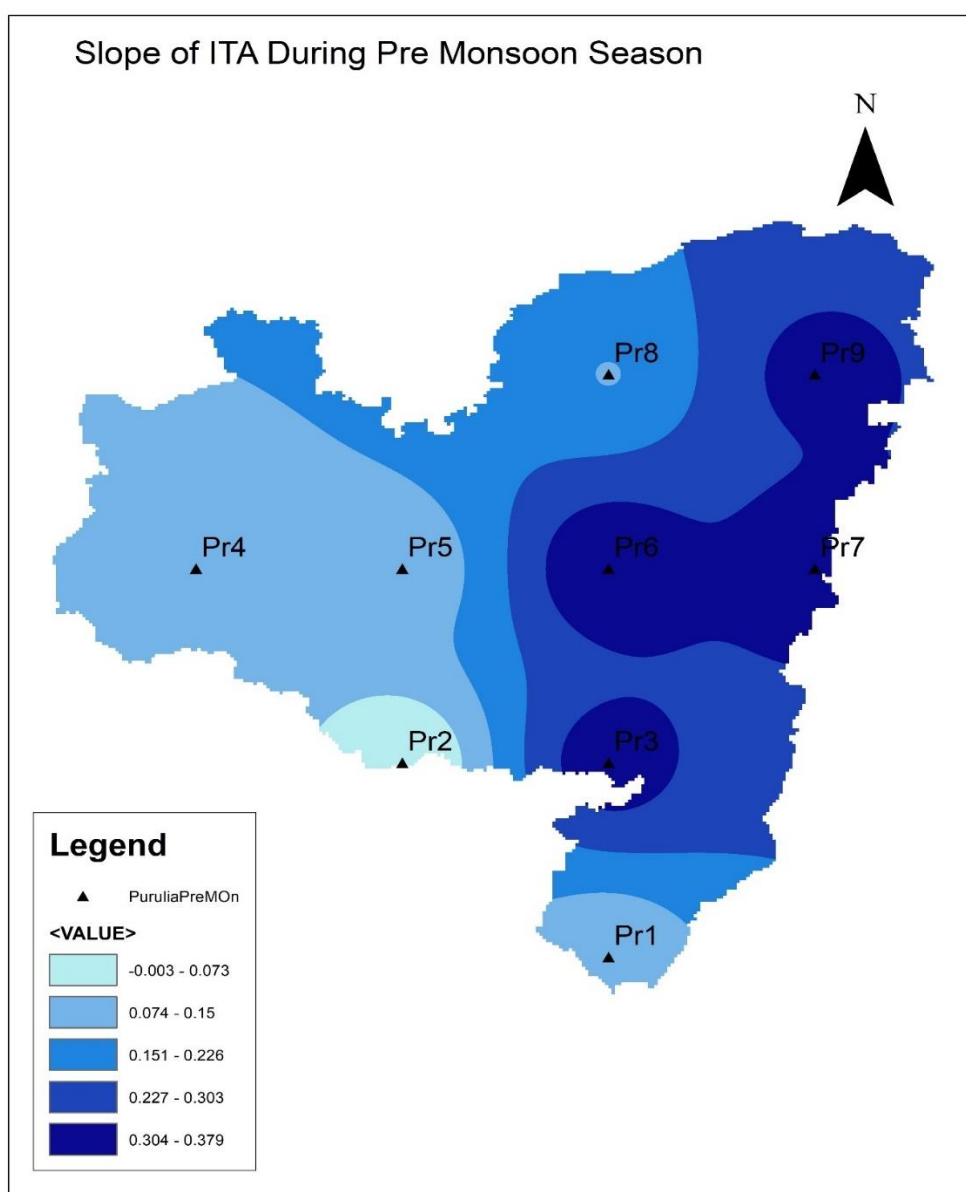 Slope of ITA During Pre Monsoon Season
N
Pr8
Pr9
Pr4
Pr5
Pr6
Pr7
Pr2
Pr3
Pr1
Legend
PuruliaPreMOn
<VALUE>
-0.003 - 0.073
0.074 - 0.15
0.151 - 0.226
0.227 - 0.303
0.304 - 0.379